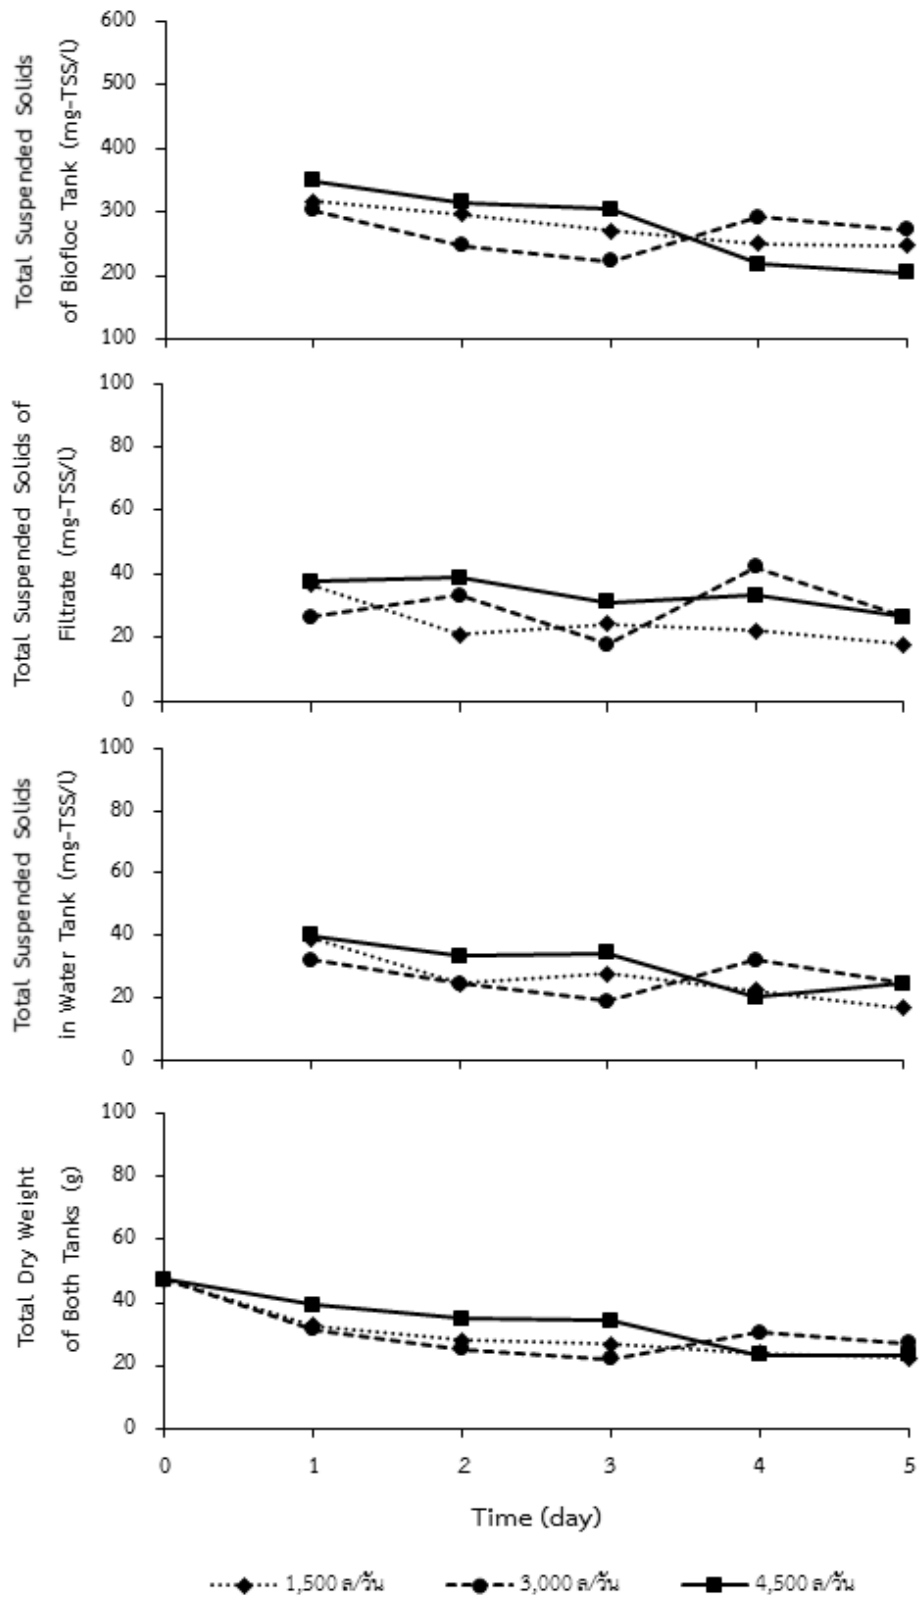 Total Suspended Solids
of Biofloc Tank (mg-TSS/l)
600
500
400
300
200
100
Total Suspended Solids of
Filtrate (mg-TSS/l)
100
80
60
40
20
0
Total Suspended Solids
in Water Tank (mg-TSS/l)
100
80
60
40
20
0
Total Dry Weight
of Both Tanks (g)
100
80
60
40
20
0
0 1 2 3 4 5
Time (day)
1,500 ล/วัน 3,000 ล/วัน 4,500 ล/วัน